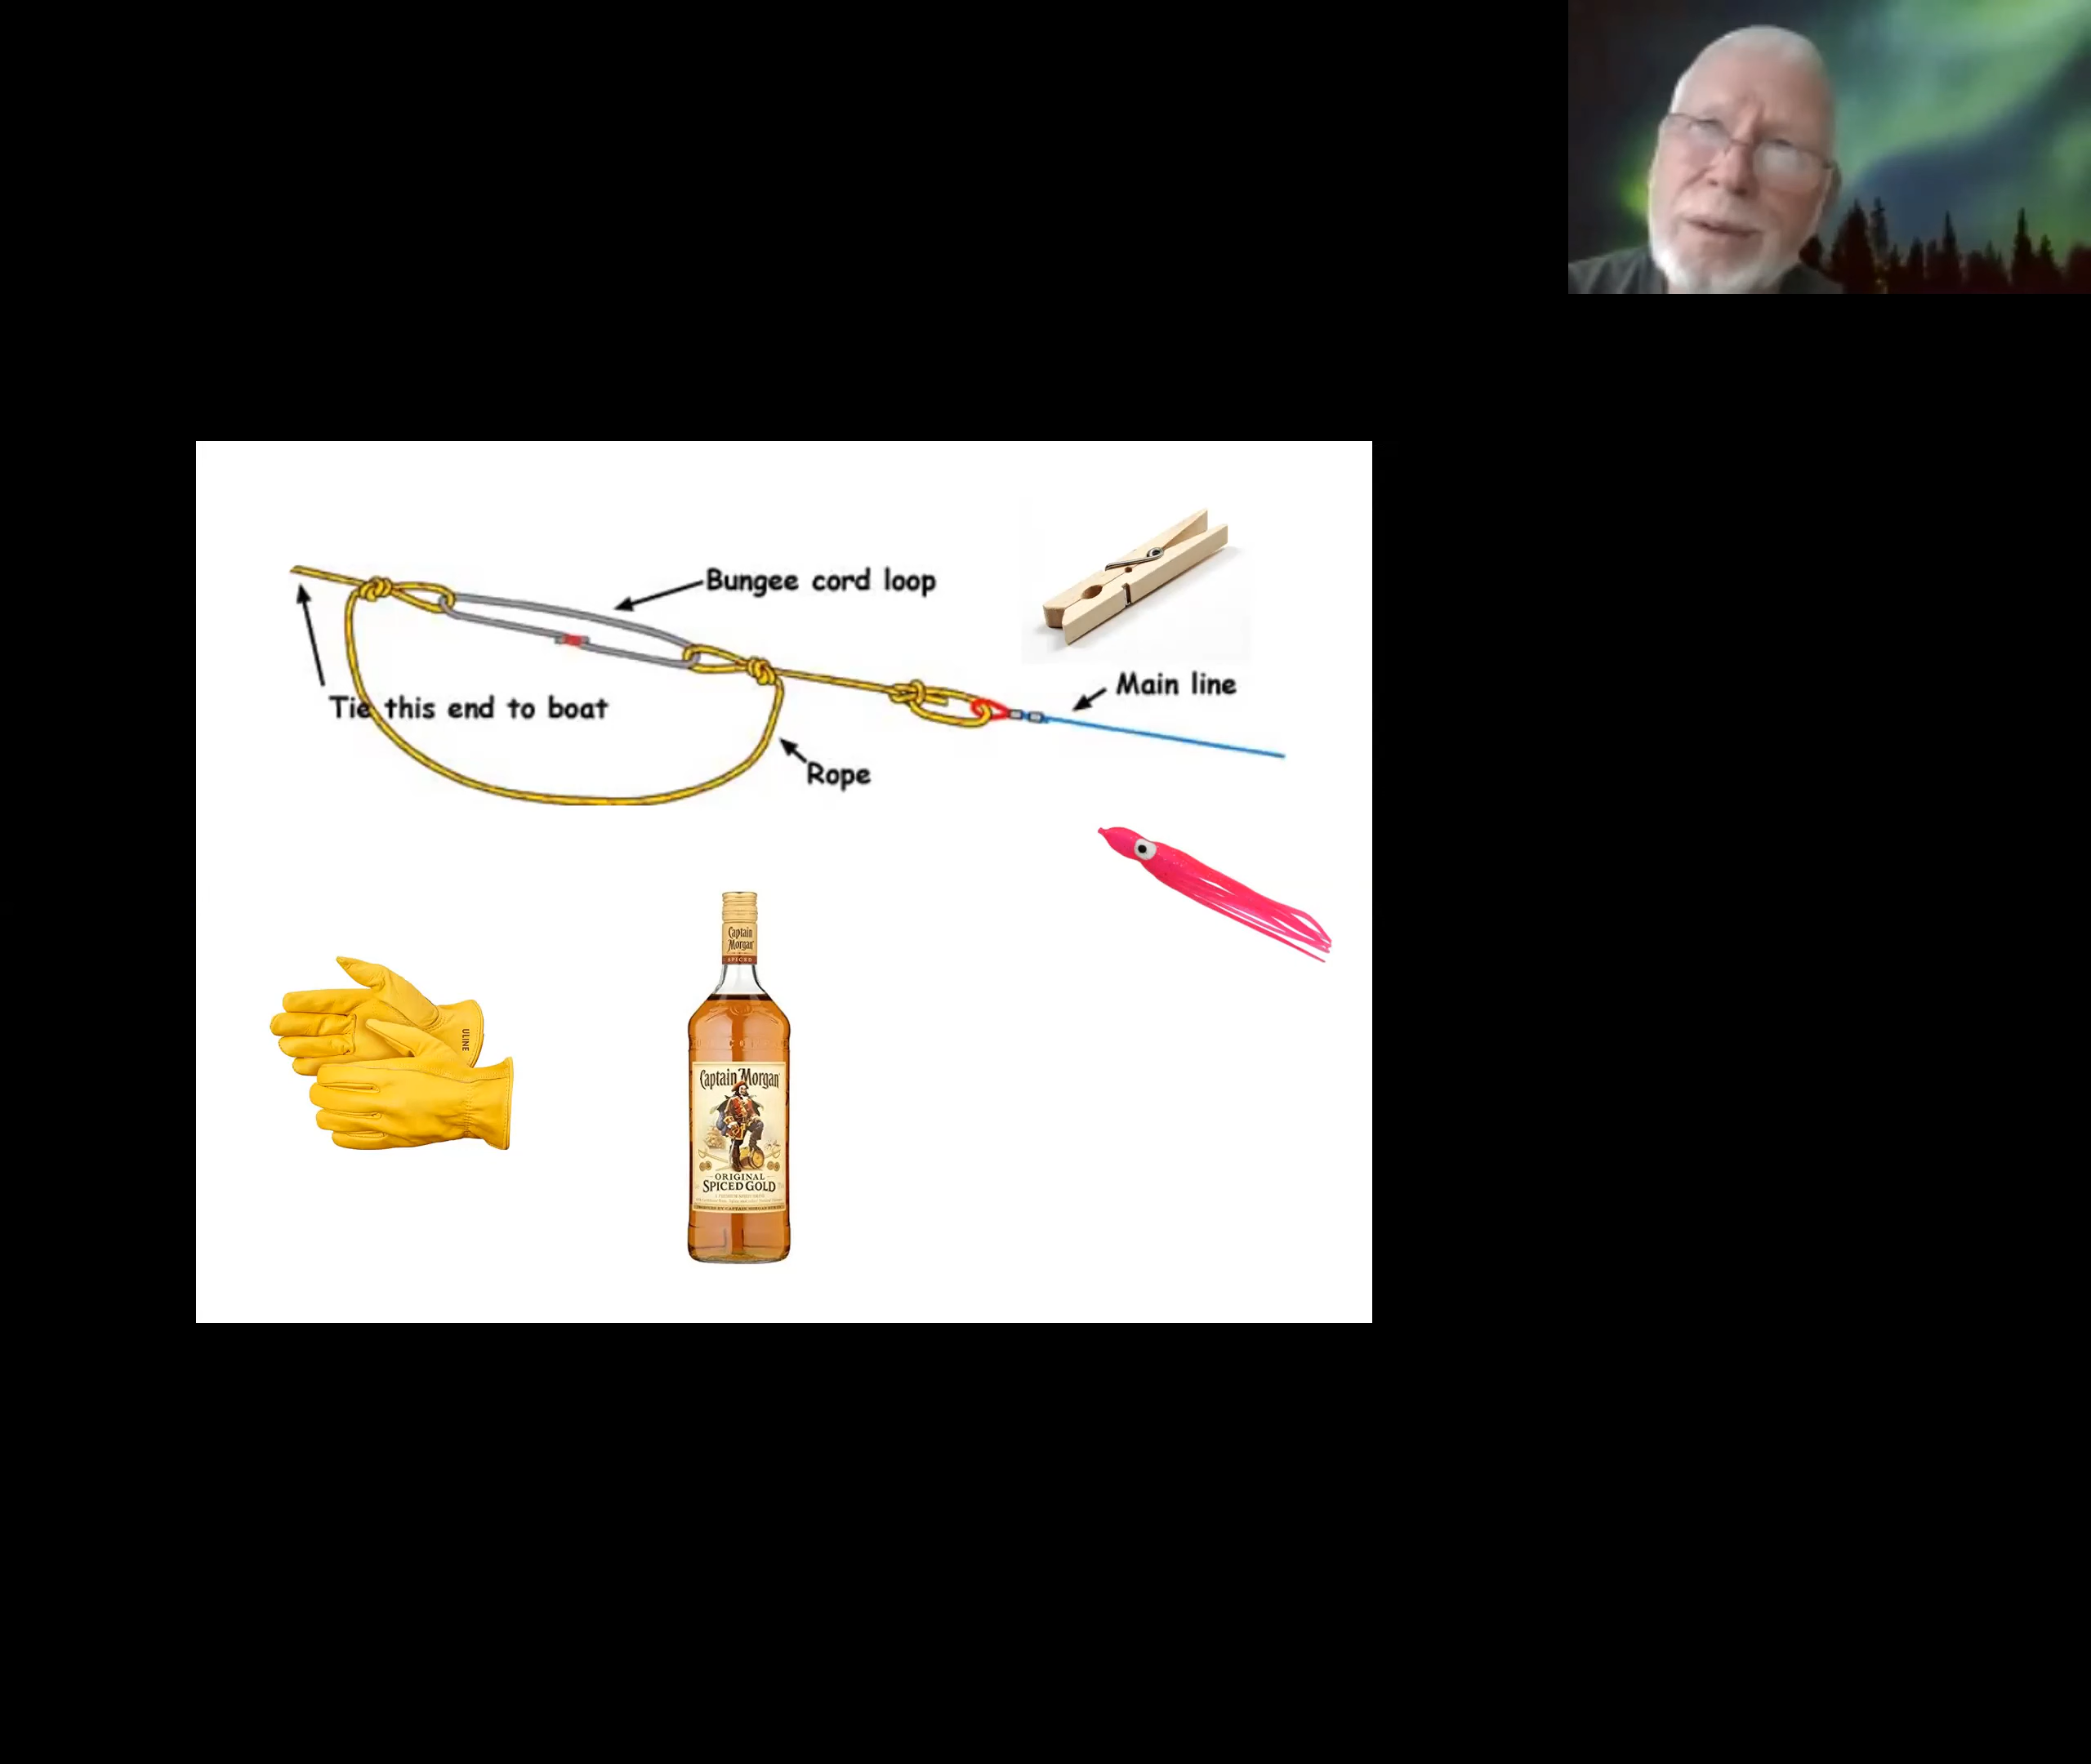 Bungee cord loop
Tie this end to boat
Main line
Rope
Captain
Morgan
SPICED
ULINE
Captain Morgan
ORIGINAL
SPICED GOLD